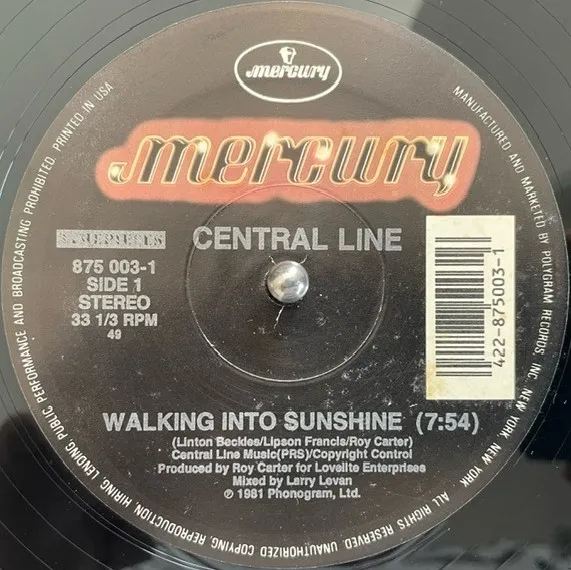 mercury
mercury
CENTRAL LINE
875 003-1
SIDE 1
STEREO
33 1/3 RPM
49
422-875003-1
WALKING INTO SUNSHINE (7:54)
(Linton Beckles/Lipson Francis/Roy Carter)
Central Line Music(PRS)/Copyright Control
Produced by Roy Carter for Lovelite Enterprises
Mixed by Larry Levan
℗ 1981 Phonogram, Ltd.
MANUFACTURED AND MARKETED BY POLYGRAM RECORDS, INC. NEW YORK, NEW YORK ALL RIGHTS RESERVED. UNAUTHORIZED COPYING, REPRODUCTION HIRING, LENDING PUBLIC PERFORMANCE AND BROADCASTING PROHIBITED. PRINTED IN USA